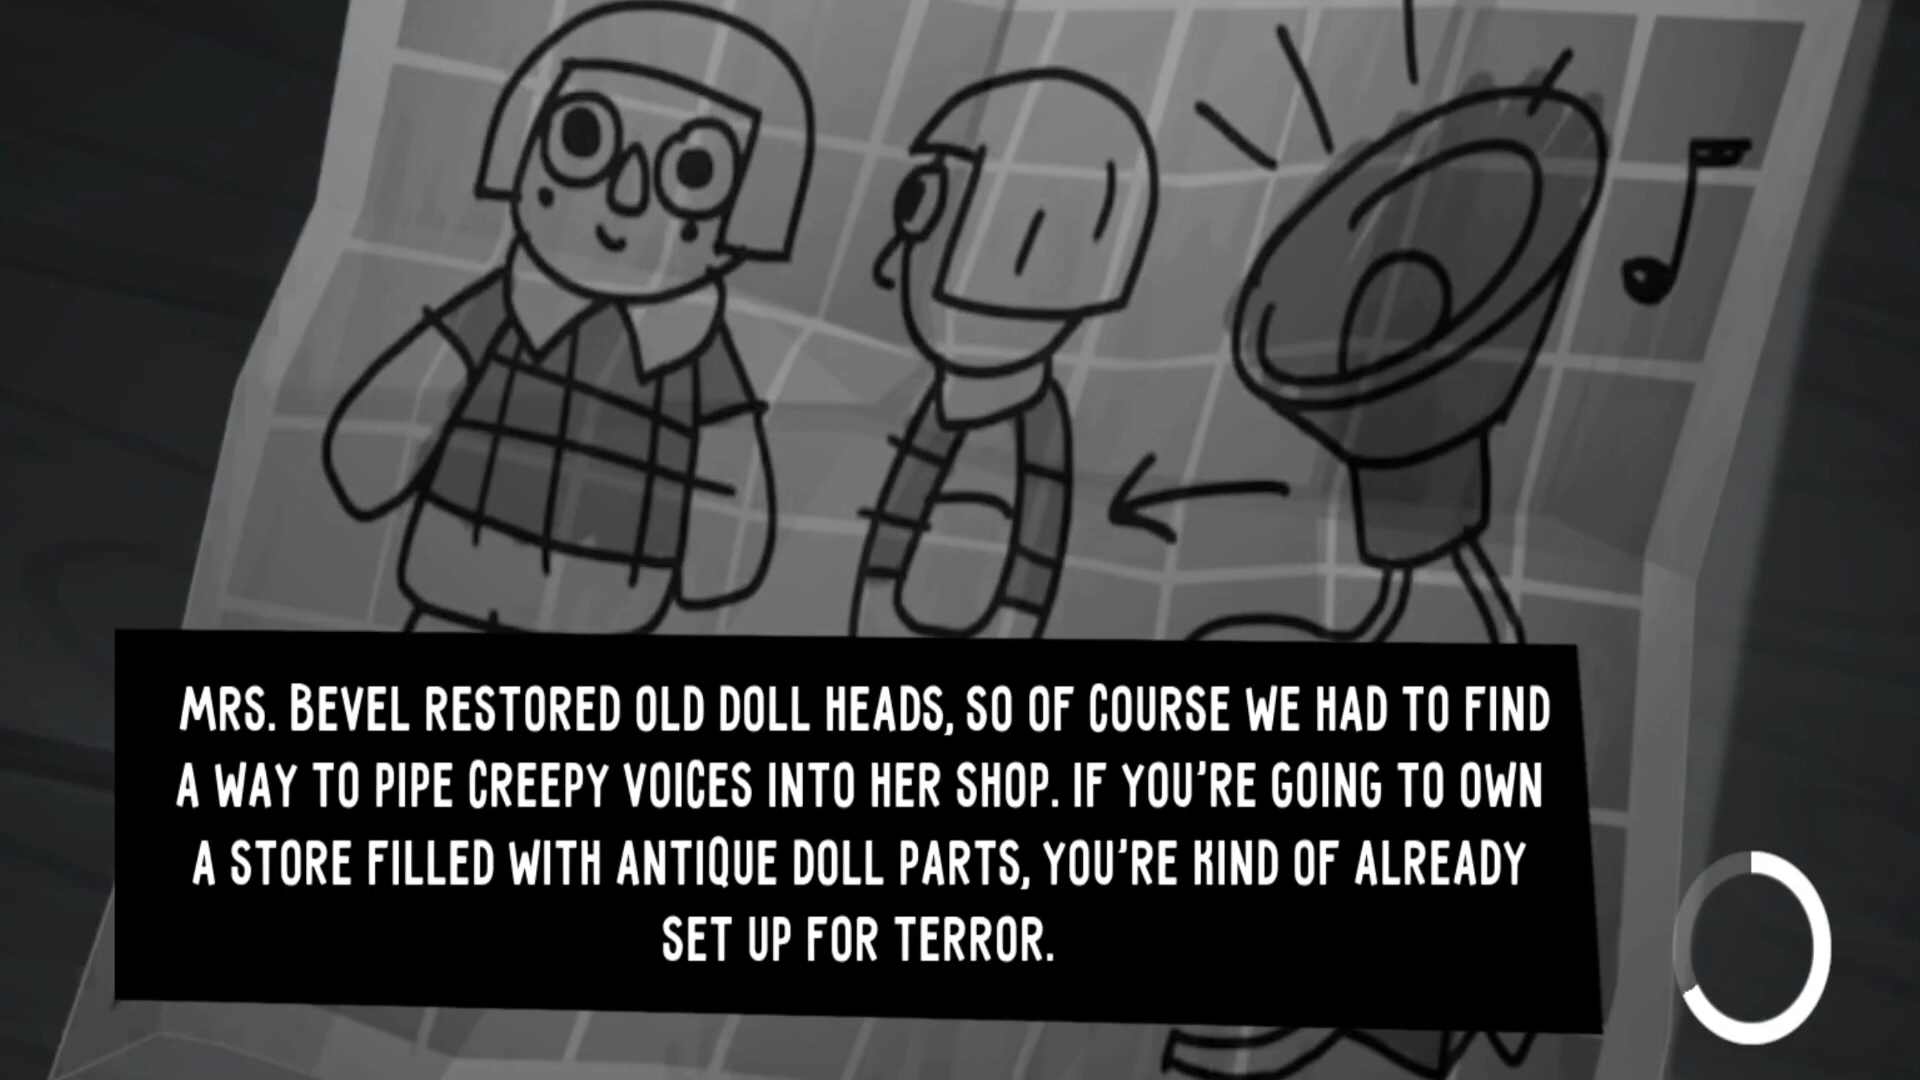 MRS. BEVEL RESTORED OLD DOLL HEADS, SO OF COURSE WE HAD TO FIND
A WAY TO PIPE CREEPY VOICES INTO HER SHOP. IF YOU'RE GOING TO OWN
A STORE FILLED WITH ANTIQUE DOLL PARTS, YOU'RE KIND OF ALREADY
SET UP FOR TERROR.